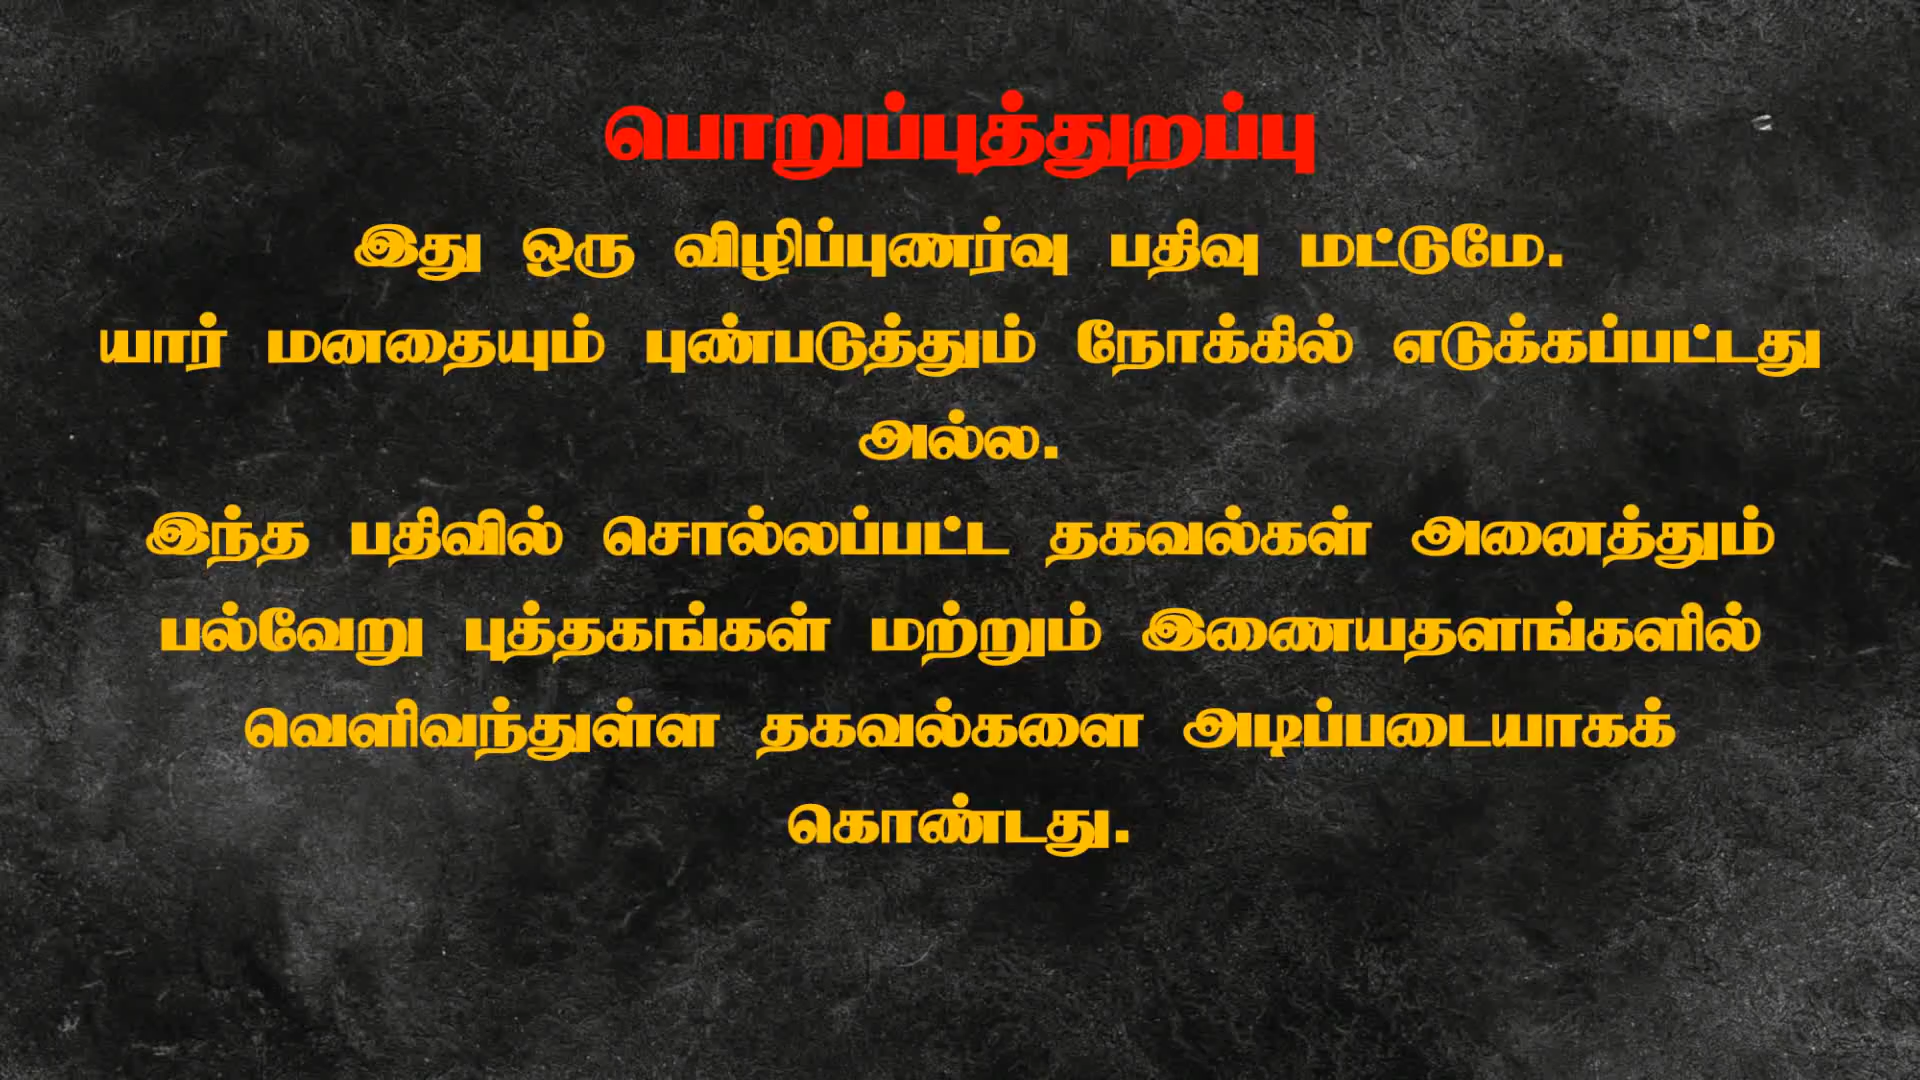 பொறுப்புத்துறப்பு
இது ஒரு விழிப்புணர்வு பதிவு மட்டுமே.
யார் மனதையும் புண்படுத்தும் நோக்கில் எடுக்கப்பட்டது
அல்ல.
இந்த பதிவில் சொல்லப்பட்ட தகவல்கள் அனைத்தும்
பல்வேறு புத்தகங்கள் மற்றும் இணையதளங்களில்
வெளிவந்துள்ள தகவல்களை அடிப்படையாகக்
கொண்டது.